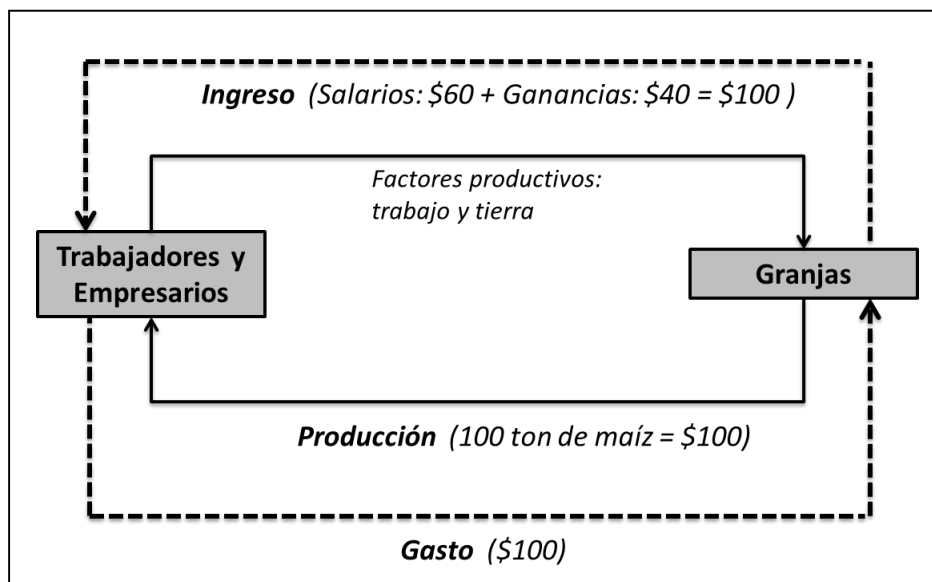 Ingreso (Salarios: $60 + Ganancias: $40 = $100 )
Factores productivos:
trabajo y tierra
Trabajadores y
Empresarios
Granjas
Producción (100 ton de maíz = $100)
Gasto ($100)